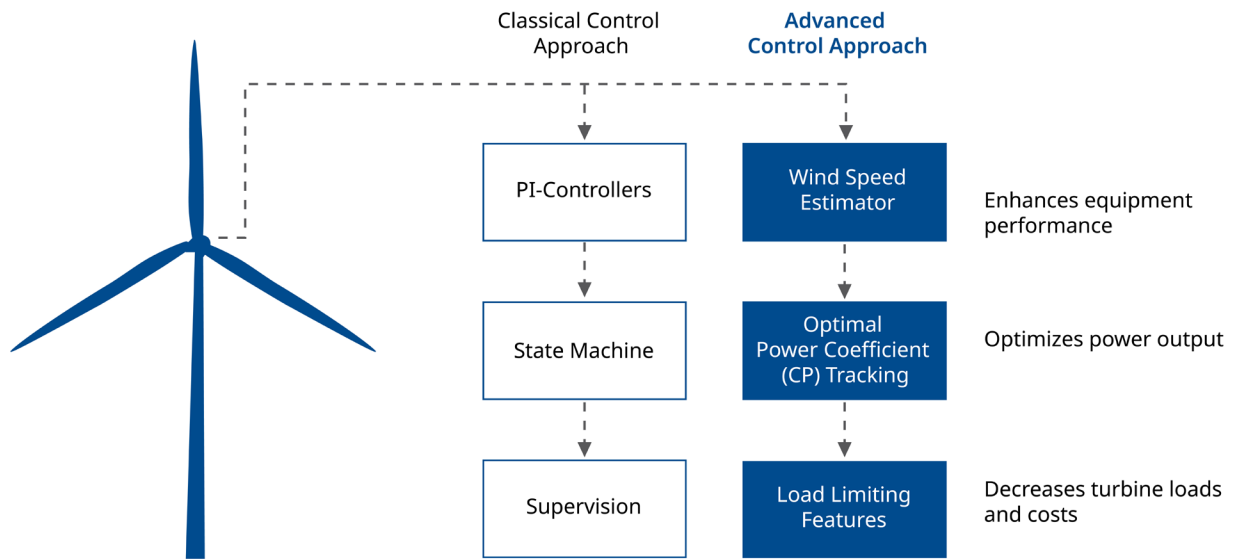 Classical Control
Approach
Advanced
Control Approach
PI-Controllers
Wind Speed
Estimator
Enhances equipment
performance
State Machine
Optimal
Power Coefficient
(CP) Tracking
Optimizes power output
Supervision
Load Limiting
Features
Decreases turbine loads
and costs